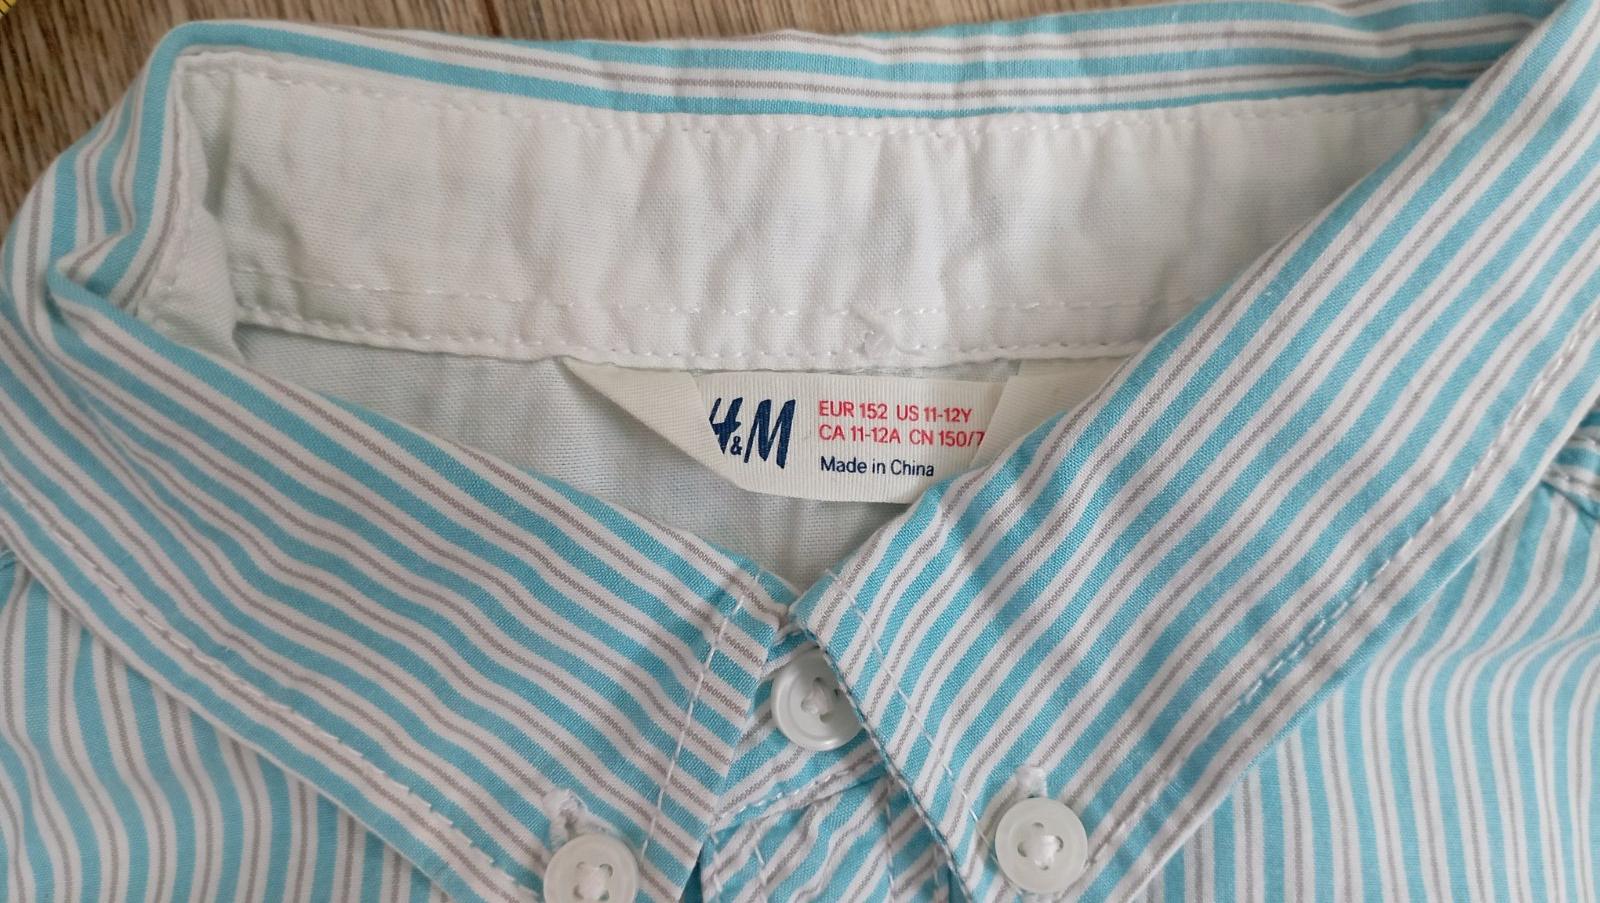 H&M
EUR 152 US 11-12Y
CA 11-12A CN 150/7
Made in China